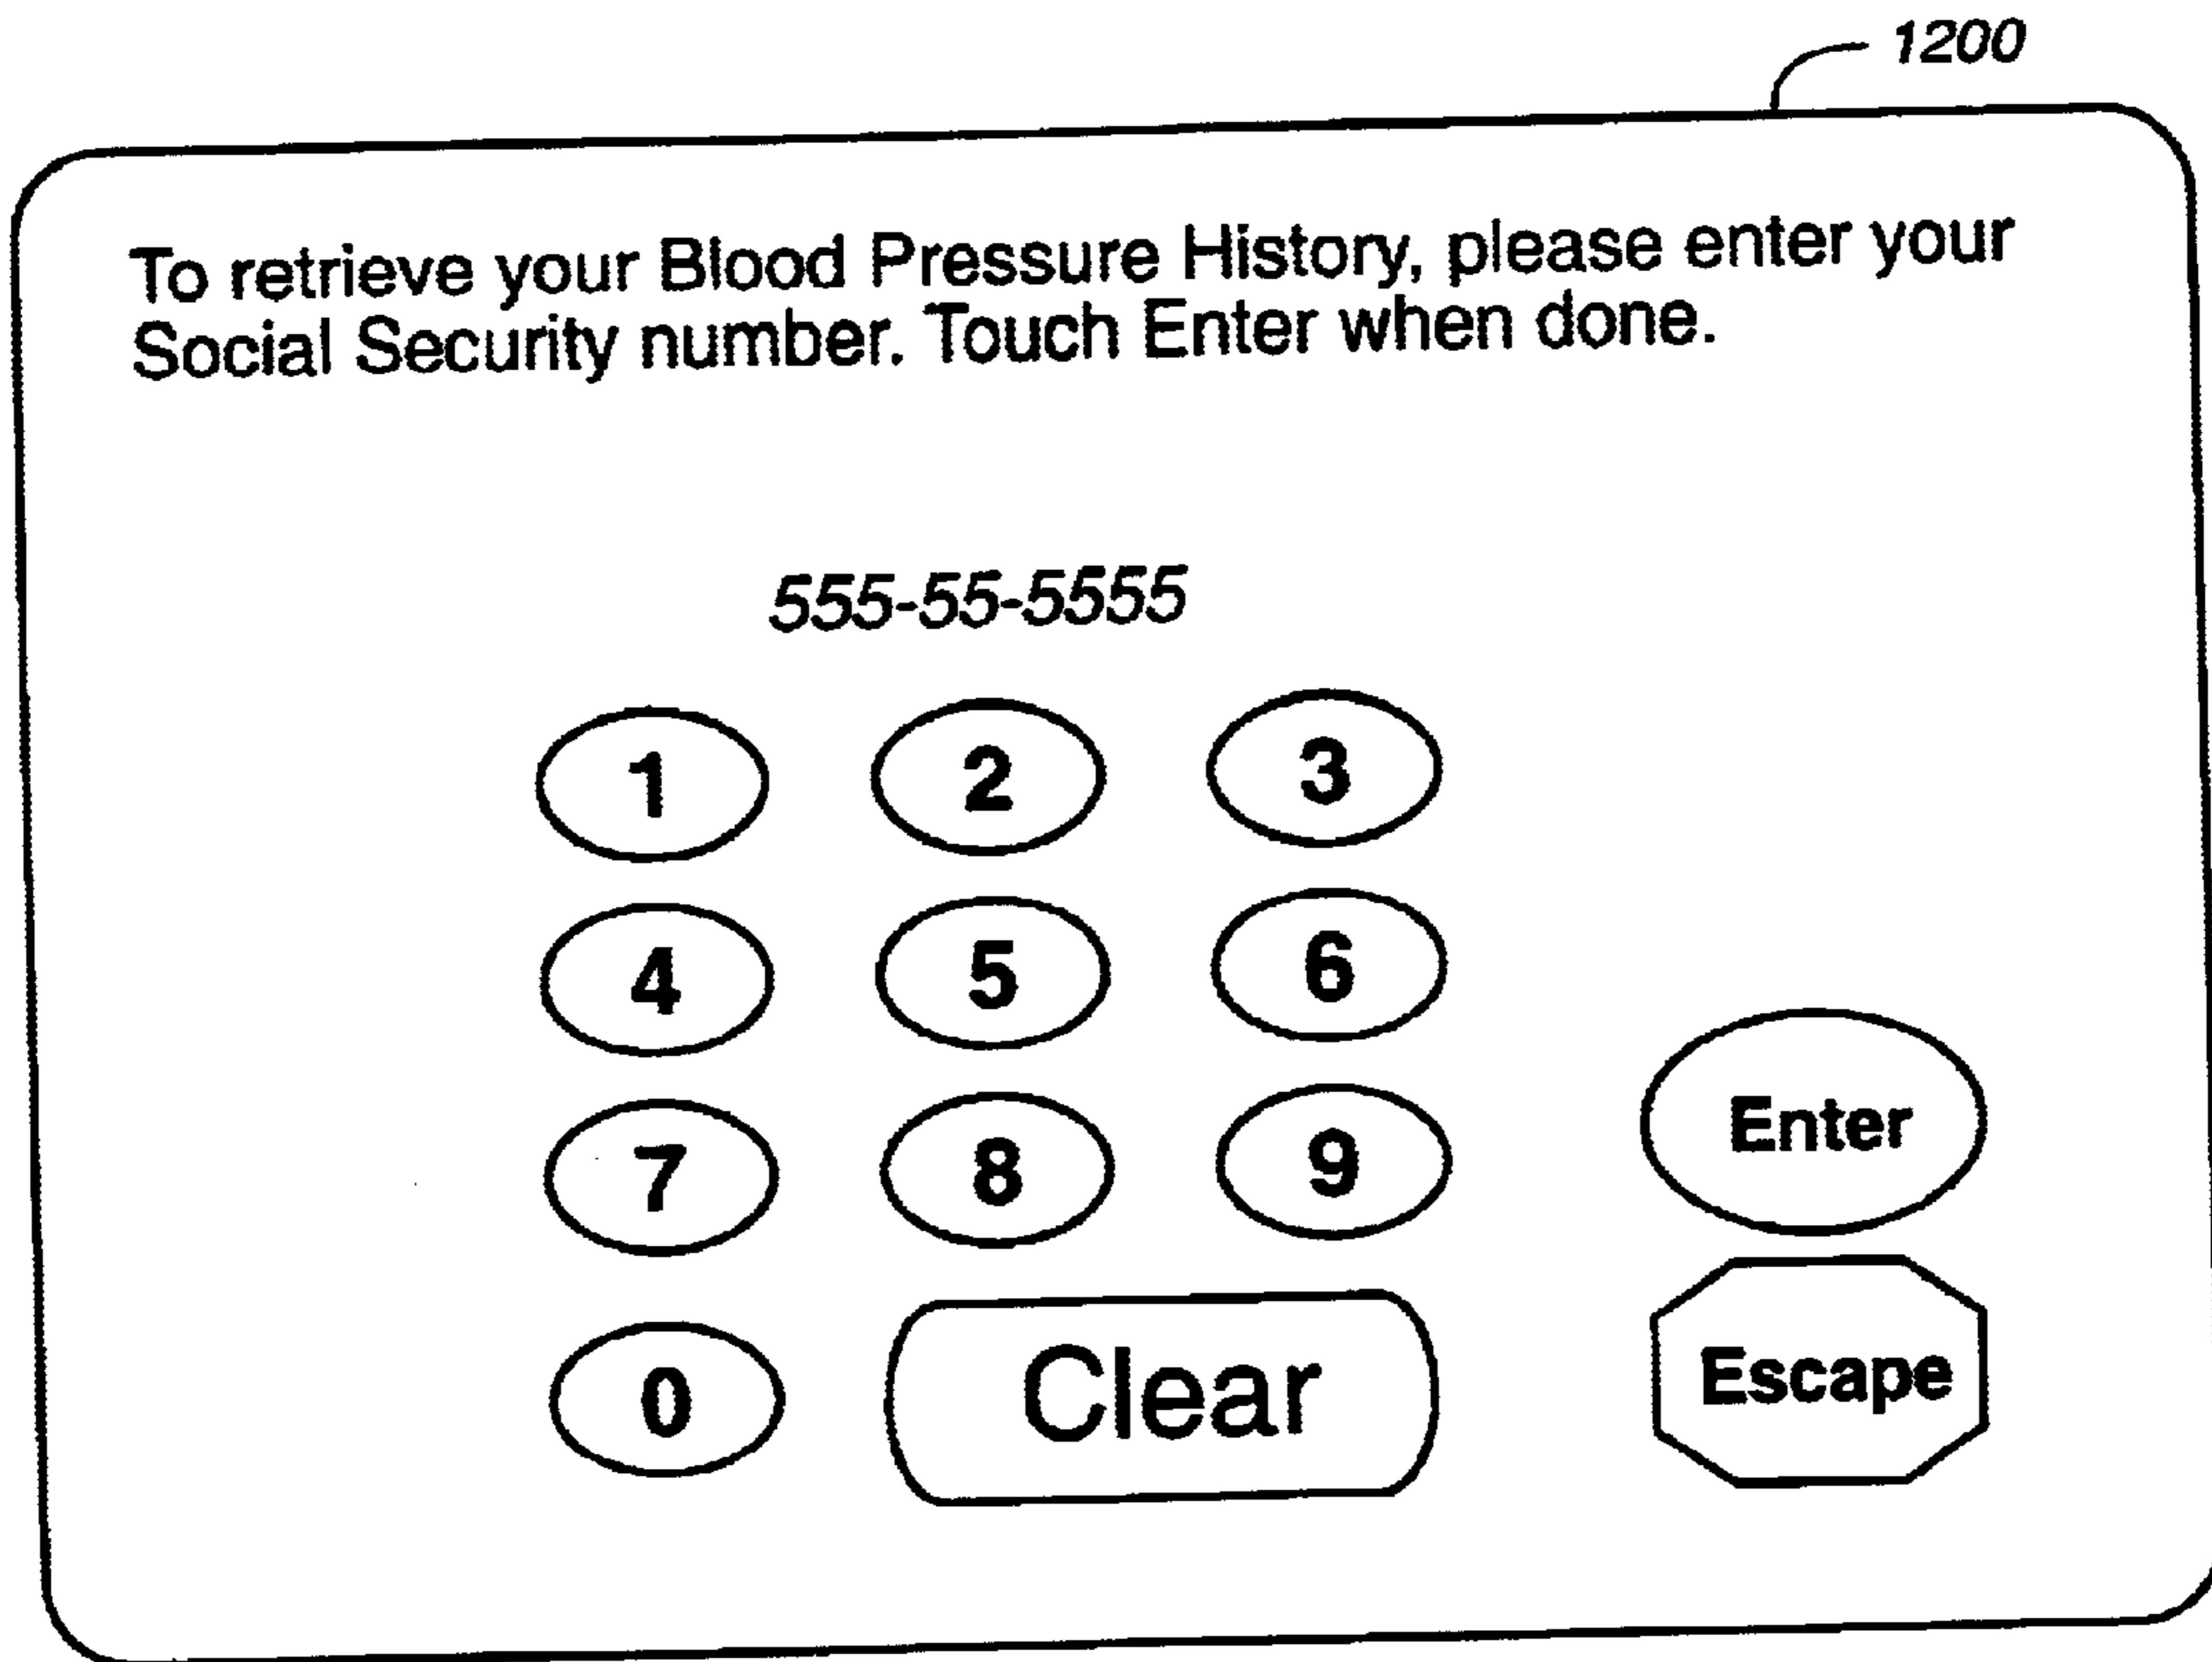 1200
To retrieve your Blood Pressure History, please enter your
Social Security number. Touch Enter when done.
555-55-5555
1 2 3
4 5 6
7 8 9
Enter
0 Clear
Escape